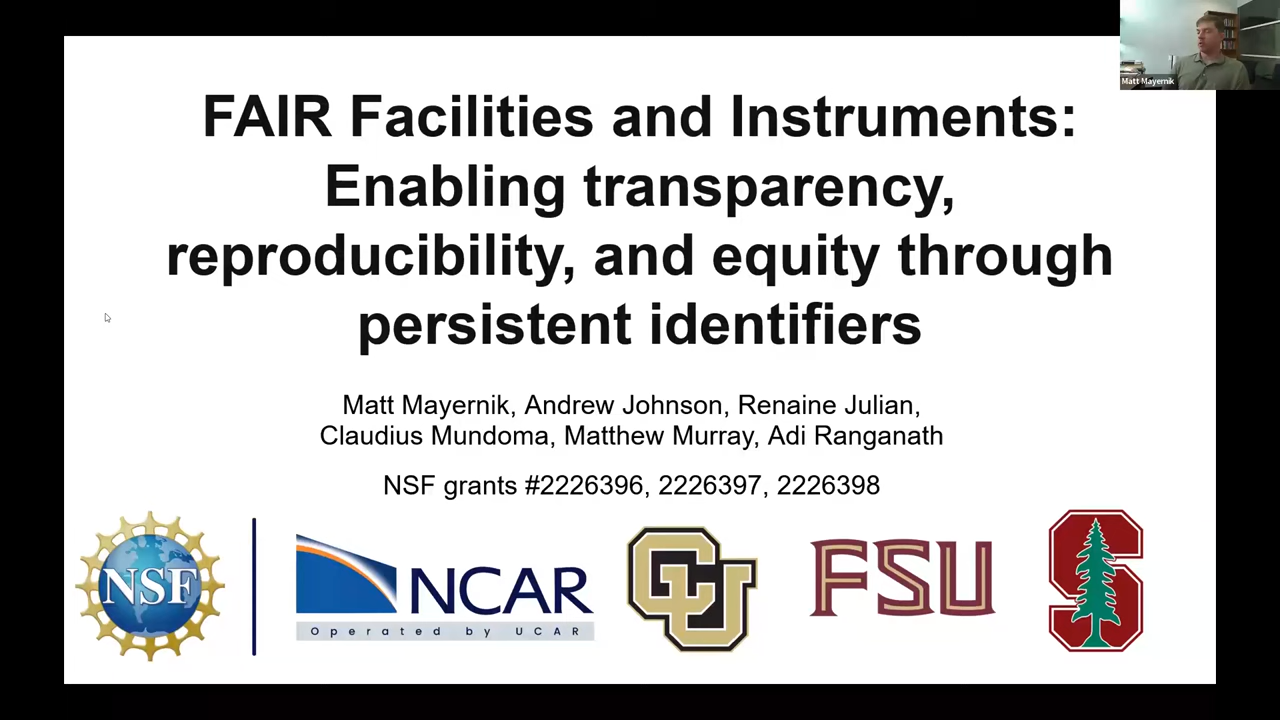 Matt Mayernik
FAIR Facilities and Instruments:
Enabling transparency,
reproducibility, and equity through
persistent identifiers
Matt Mayernik, Andrew Johnson, Renaine Julian,
Claudius Mundoma, Matthew Murray, Adi Ranganath
NSF grants #2226396, 2226397, 2226398
NSF
NCAR
Operated by UCAR
CU
FSU
S